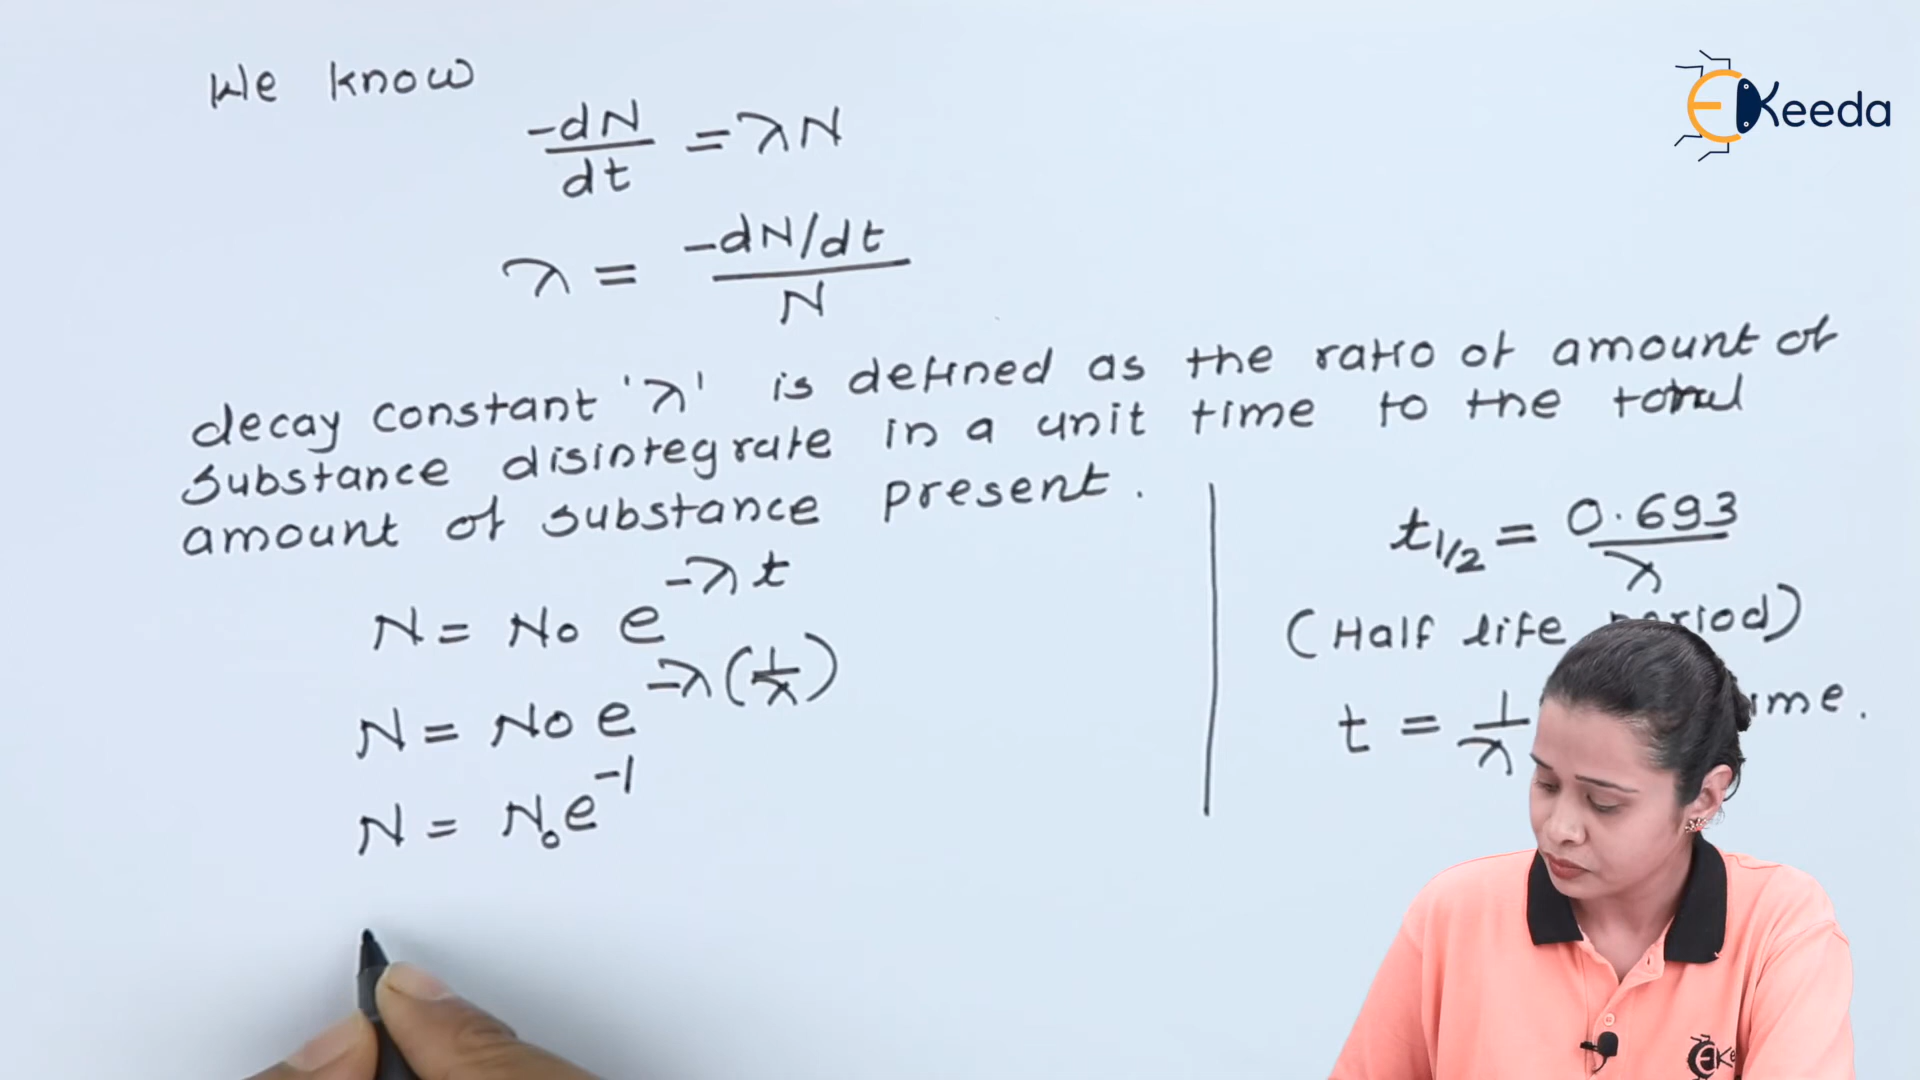 We know
-dN/dt = λN
λ = -dN/dt / N
decay constant 'λ' is defined as the ratio of amount of
substance disintegrate in a unit time to the total
amount of substance present.
N = No e^-λt
N = No e^-λ(1/λ)
N = N₀e^-1
t1/2 = 0.693/λ
(Half life period)
t = 1/λ
EKeeda